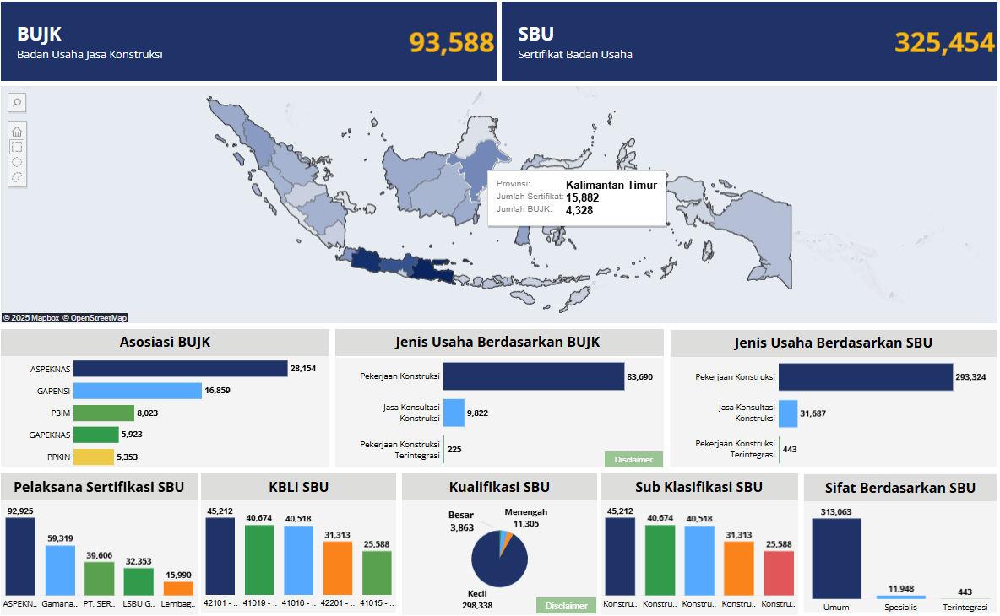 BUJK
Badan Usaha Jasa Konstruksi
93,588
SBU
Sertifikat Badan Usaha
325,454
Provinsi: Kalimantan Timur
Jumlah Sertifikat: 15,882
Jumlah BUJK: 4,328
© 2025 Mapbox © OpenStreetMap
Asosiasi BUJK
ASPEKNAS 28,154
GAPENSI 16,859
P3IM 8,023
GAPEKNAS 5,923
PPKIN 5,353
Jenis Usaha Berdasarkan BUJK
Pekerjaan Konstruksi 83,690
Jasa Konsultasi
Konstruksi
9,822
Pekerjaan Konstruksi
Terintegrasi
225
Disclaimer
Jenis Usaha Berdasarkan SBU
Pekerjaan Konstruksi 293,324
Jasa Konsultasi
Konstruksi
31,687
Pekerjaan Konstruksi
Terintegrasi
443
Pelaksana Sertifikasi SBU
92,925
59,319
39,606
32,353
15,990
ASPEKN.. Gamana.. PT. SER.. LSBU G.. Lembag..
KBLI SBU
45,212
40,674
40,518
31,313
25,588
42101 - .. 41019 - .. 41016 - .. 42201 - .. 41015 - ..
Kualifikasi SBU
Besar
3,863
Menengah
11,305
Kecil
298,338
Disclaimer
Sub Klasifikasi SBU
45,212
40,674
40,518
31,313
25,588
Konstru.. Konstru.. Konstru.. Konstru.. Konstru..
Sifat Berdasarkan SBU
313,063
11,948
443
Umum Spesialis Terintegrasi